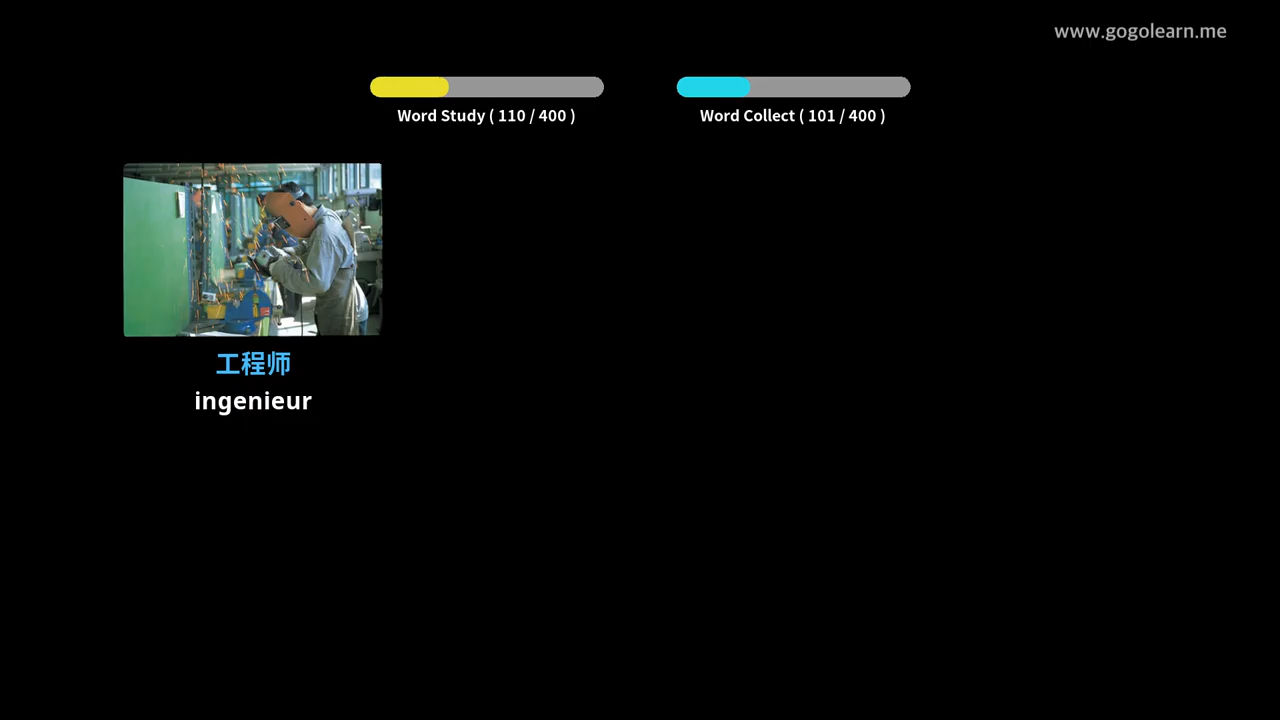 www.gogolearn.me
Word Study ( 110 / 400 )
Word Collect ( 101 / 400 )
工程师
ingenieur